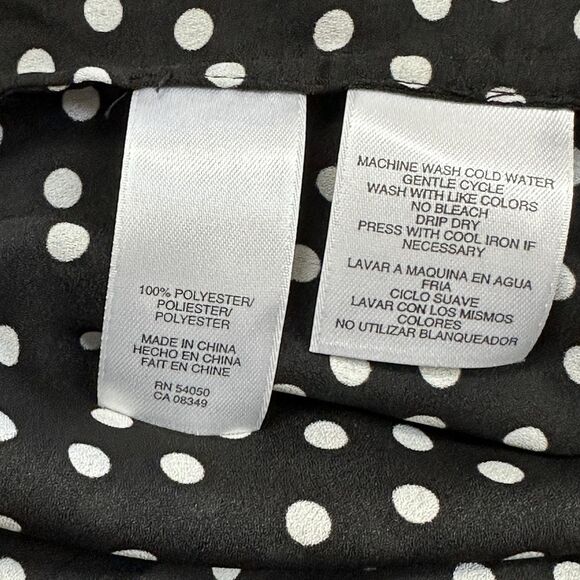 100% POLYESTER/
POLIESTER/
POLYESTER
MADE IN CHINA
HECHO EN CHINA
FAIT EN CHINE
RN 54050
CA 08349
MACHINE WASH COLD WATER
GENTLE CYCLE
WASH WITH LIKE COLORS
NO BLEACH
DRIP DRY
PRESS WITH COOL IRON IF
NECESSARY
LAVAR A MAQUINA EN AGUA
FRIA
CICLO SUAVE
LAVAR CON LOS MISMOS
COLORES
NO UTILIZAR BLANQUEADOR